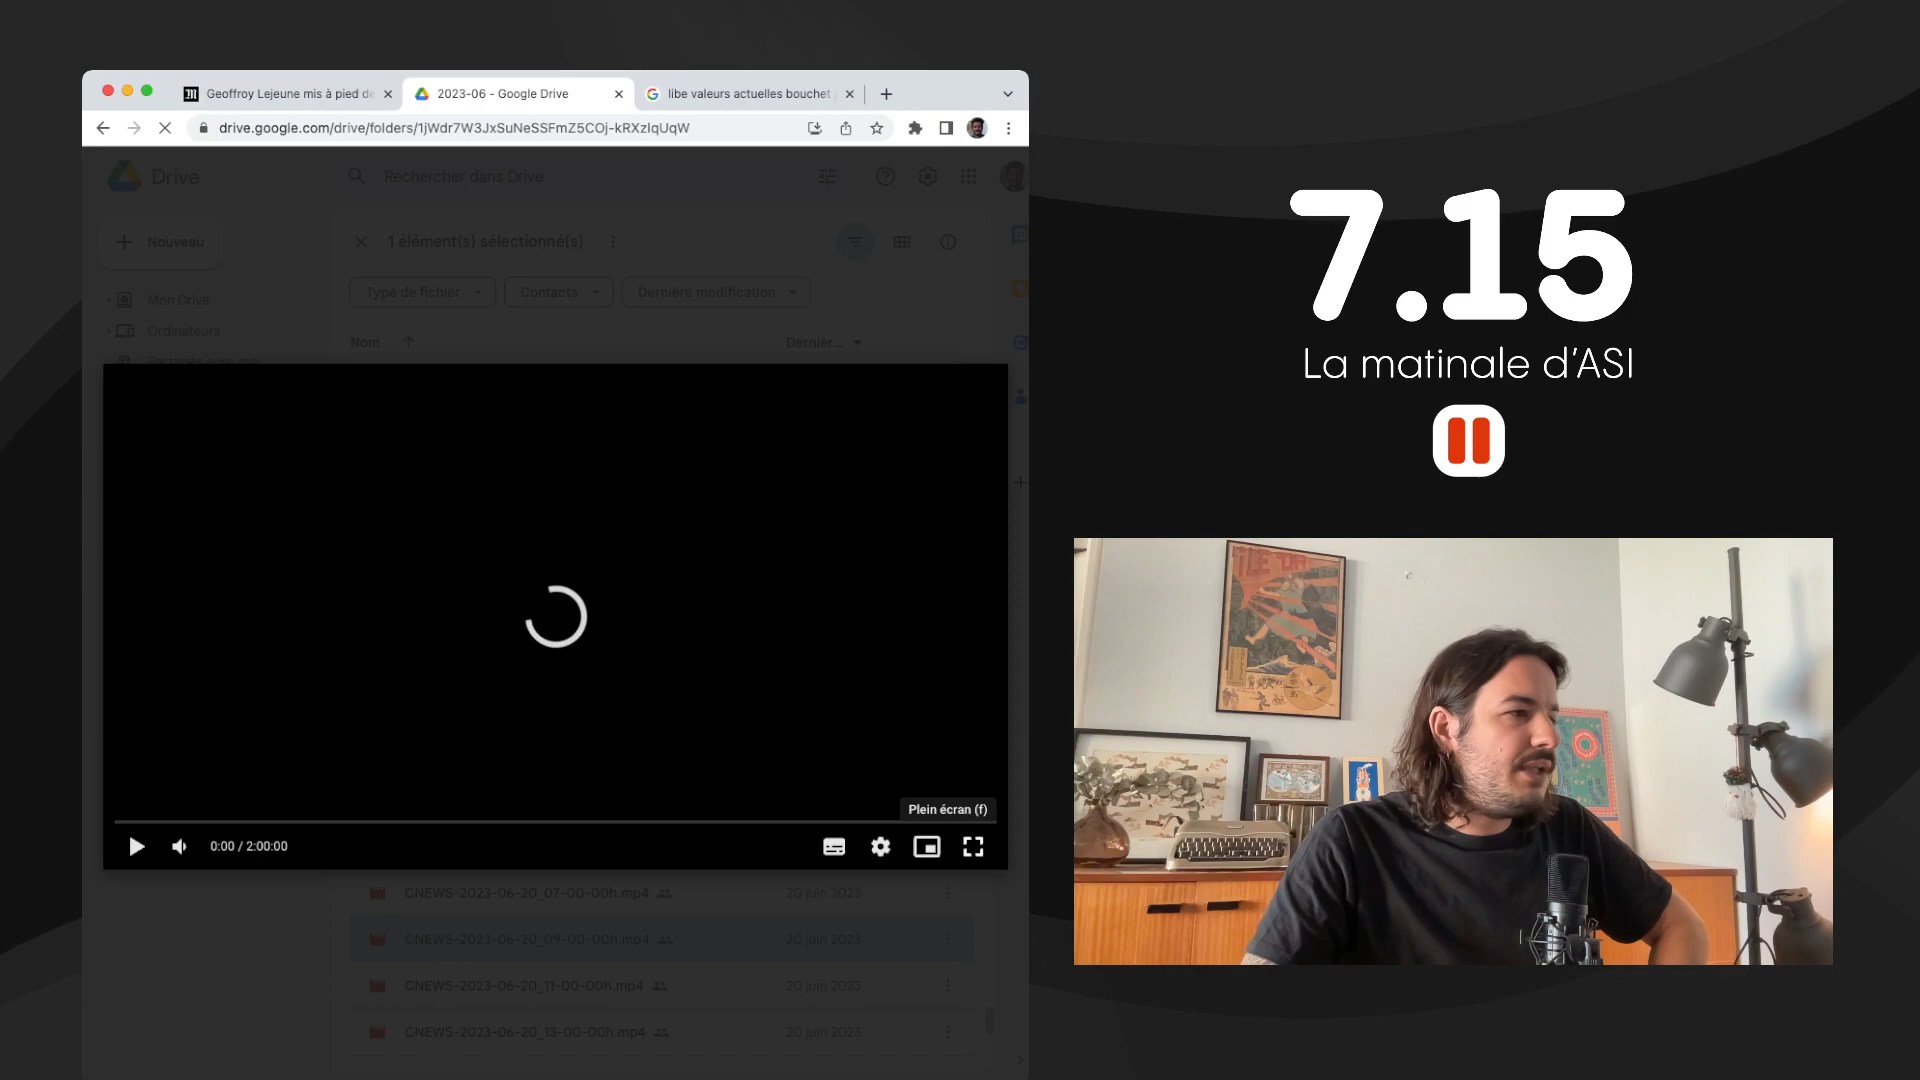 Geoffroy Lejeune mis à pied de
2023-06 - Google Drive
libe valeurs actuelles bouchet
drive.google.com/drive/folders/1jWdr7W3JxSuNeSSFmZ5COj-kRXzIqUqW
Drive
Rechercher dans Drive
Nouveau
1 élément(s) sélectionné(s)
Mon Drive
Type de fichier
Contacts
Dernière modification
Ordinateurs
Partagés avec moi
Nom
Dernièr...
Plein écran (f)
0:00 / 2:00:00
CNEWS-2023-06-20_07-00-00h.mp4
20 juin 2023
CNEWS-2023-06-20_09-00-00h.mp4
20 juin 2023
CNEWS-2023-06-20_11-00-00h.mp4
20 juin 2023
CNEWS-2023-06-20_13-00-00h.mp4
20 juin 2023
7.15
La matinale d'ASI